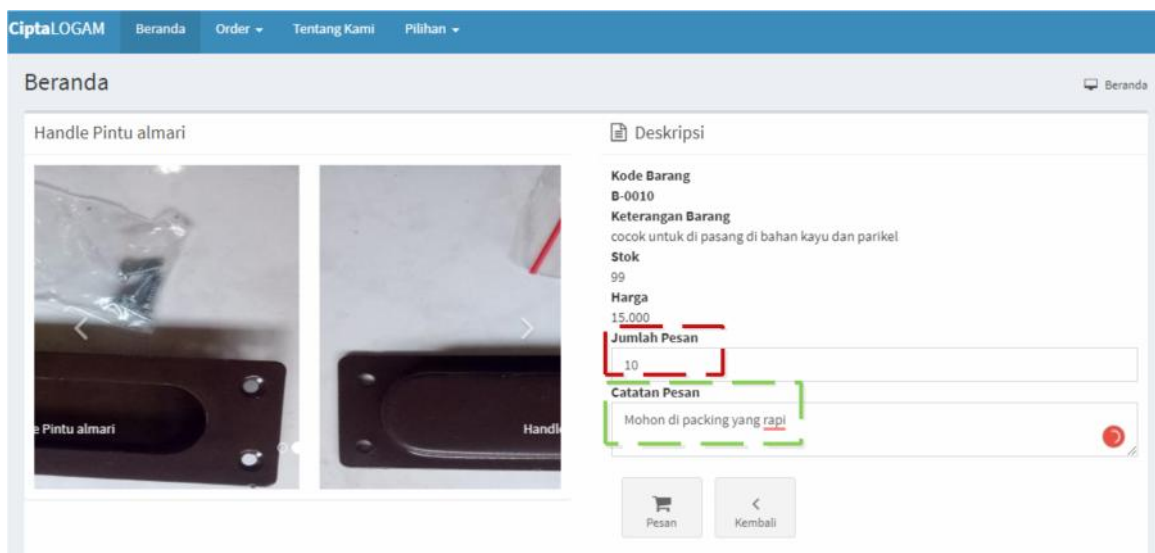 CiptaLOGAM Beranda Order Tentang Kami Pilihan
Beranda
Beranda
Handle Pintu almari
Deskripsi
Kode Barang
B-0010
Keterangan Barang
cocok untuk di pasang di bahan kayu dan parikel
Stok
99
Harga
15.000
Jumlah Pesan
10
Catatan Pesan
Mohon di packing yang rapi
e Pintu almari
Handl
Pesan
Kembali